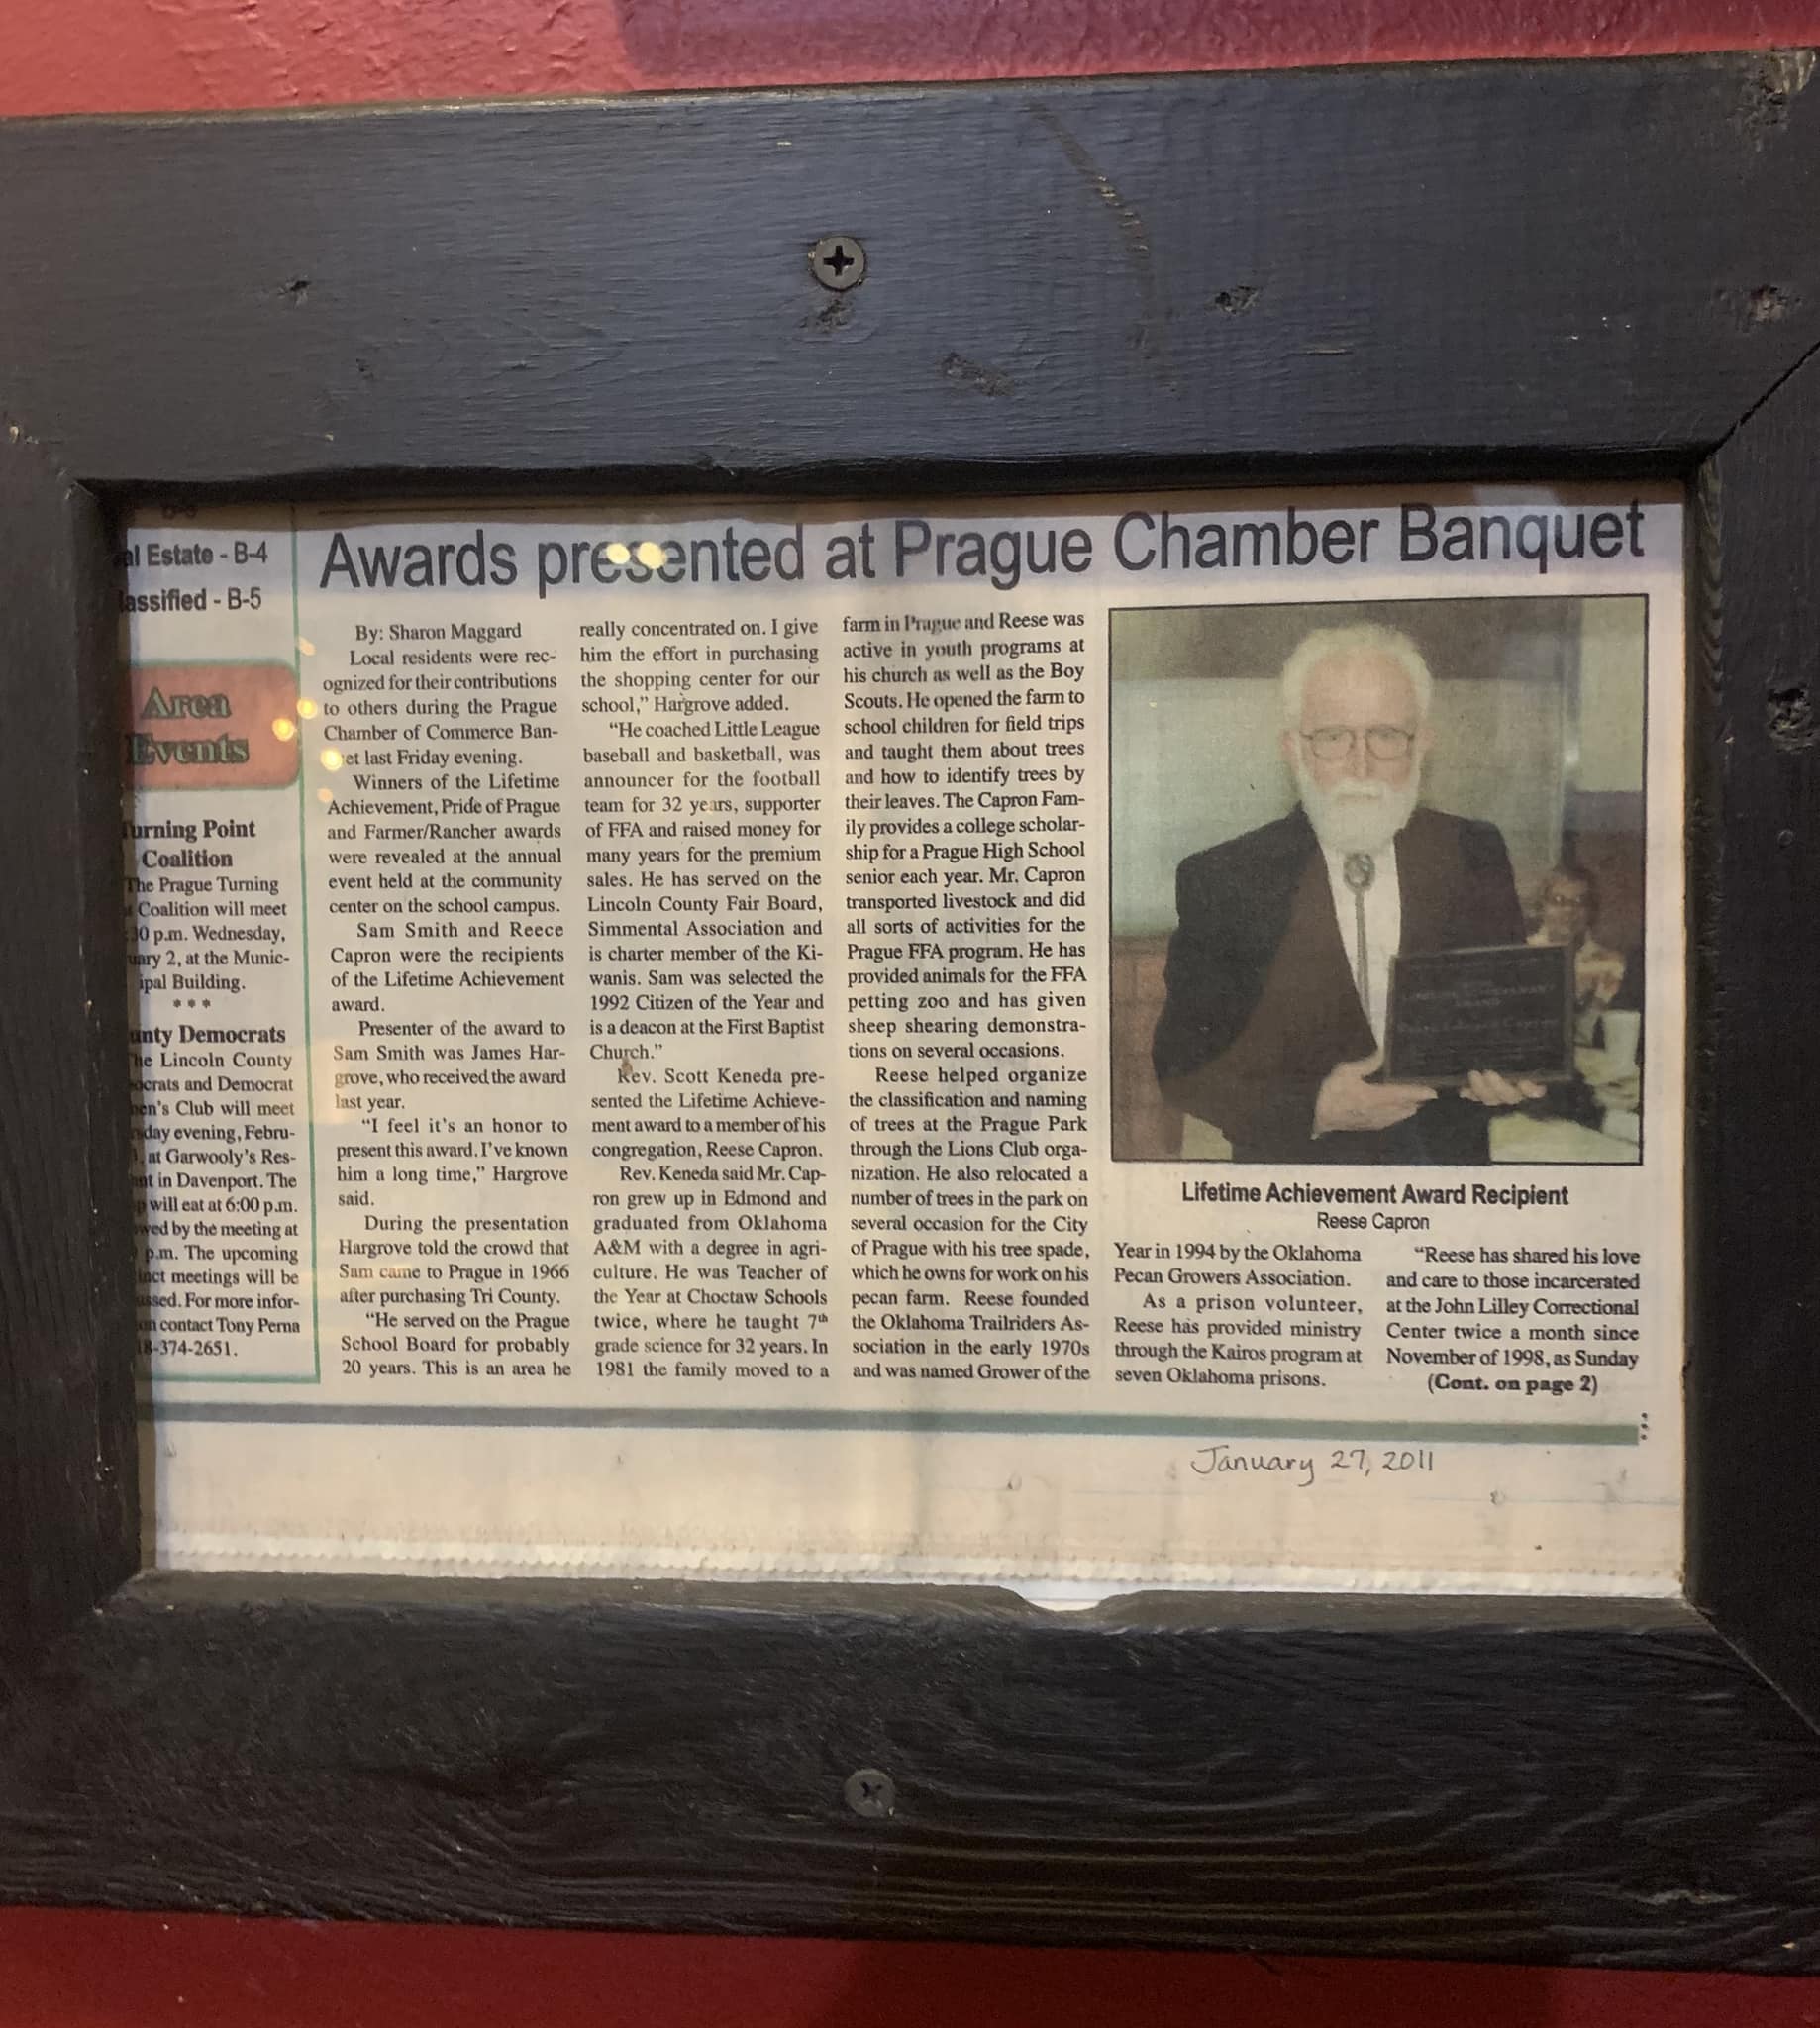 Estate - B-4
- B-5
Area
Events
Turning Point
Coalition
The Prague Turning
Coalition will meet
p.m. Wednesday,
2, at the Munic-
ipal Building.
* * *
Democrats
The Lincoln County
and Democrat
Club will meet
evening, Febru-
at Garwooly's Res-
in Davenport. The
will eat at 6:00 p.m.
by the meeting at
p.m. The upcoming
meetings will be
For more infor-
contact Tony Perna
-374-2651.
Awards presented at Prague Chamber Banquet
By: Sharon Maggard
Local residents were rec-
ognized for their contributions
to others during the Prague
Chamber of Commerce Ban-
et last Friday evening.
Winners of the Lifetime
Achievement, Pride of Prague
and Farmer/Rancher awards
were revealed at the annual
event held at the community
center on the school campus.
Sam Smith and Reece
Capron were the recipients
of the Lifetime Achievement
award.
Presenter of the award to
Sam Smith was James Har-
grove, who received the award
last year.
"I feel it's an honor to
present this award. I've known
him a long time," Hargrove
said.
During the presentation
Hargrove told the crowd that
Sam came to Prague in 1966
after purchasing Tri County.
"He served on the Prague
School Board for probably
20 years. This is an area he
really concentrated on. I give
him the effort in purchasing
the shopping center for our
school," Hargrove added.
"He coached Little League
baseball and basketball, was
announcer for the football
team for 32 years, supporter
of FFA and raised money for
many years for the premium
sales. He has served on the
Lincoln County Fair Board,
Simmental Association and
is charter member of the Ki-
wanis. Sam was selected the
1992 Citizen of the Year and
is a deacon at the First Baptist
Church."
Rev. Scott Keneda pre-
sented the Lifetime Achieve-
ment award to a member of his
congregation, Reese Capron.
Rev. Keneda said Mr. Cap-
ron grew up in Edmond and
graduated from Oklahoma
A&M with a degree in agri-
culture. He was Teacher of
the Year at Choctaw Schools
twice, where he taught 7th
grade science for 32 years. In
1981 the family moved to a
farm in Prague and Reese was
active in youth programs at
his church as well as the Boy
Scouts. He opened the farm to
school children for field trips
and taught them about trees
and how to identify trees by
their leaves. The Capron Fam-
ily provides a college scholar-
ship for a Prague High School
senior each year. Mr. Capron
transported livestock and did
all sorts of activities for the
Prague FFA program. He has
provided animals for the FFA
petting zoo and has given
sheep shearing demonstra-
tions on several occasions.
Reese helped organize
the classification and naming
of trees at the Prague Park
through the Lions Club orga-
nization. He also relocated a
number of trees in the park on
several occasion for the City
of Prague with his tree spade,
which he owns for work on his
pecan farm. Reese founded
the Oklahoma Trailriders As-
sociation in the early 1970s
and was named Grower of the
Lifetime Achievement Award Recipient
Reese Capron
Year in 1994 by the Oklahoma
Pecan Growers Association.
As a prison volunteer,
Reese has provided ministry
through the Kairos program at
seven Oklahoma prisons.
"Reese has shared his love
and care to those incarcerated
at the John Lilley Correctional
Center twice a month since
November of 1998, as Sunday
(Cont. on page 2)
January 27, 2011